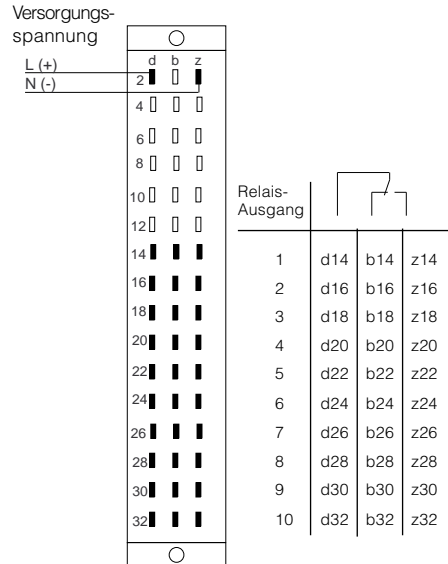 Versorgungs-
spannung
L (+)
N (-)
d b z
2
4
6
8
10
12
14
16
18
20
22
24
26
28
30
32
Relais-
Ausgang
1 d14 b14 z14
2 d16 b16 z16
3 d18 b18 z18
4 d20 b20 z20
5 d22 b22 z22
6 d24 b24 z24
7 d26 b26 z26
8 d28 b28 z28
9 d30 b30 z30
10 d32 b32 z32